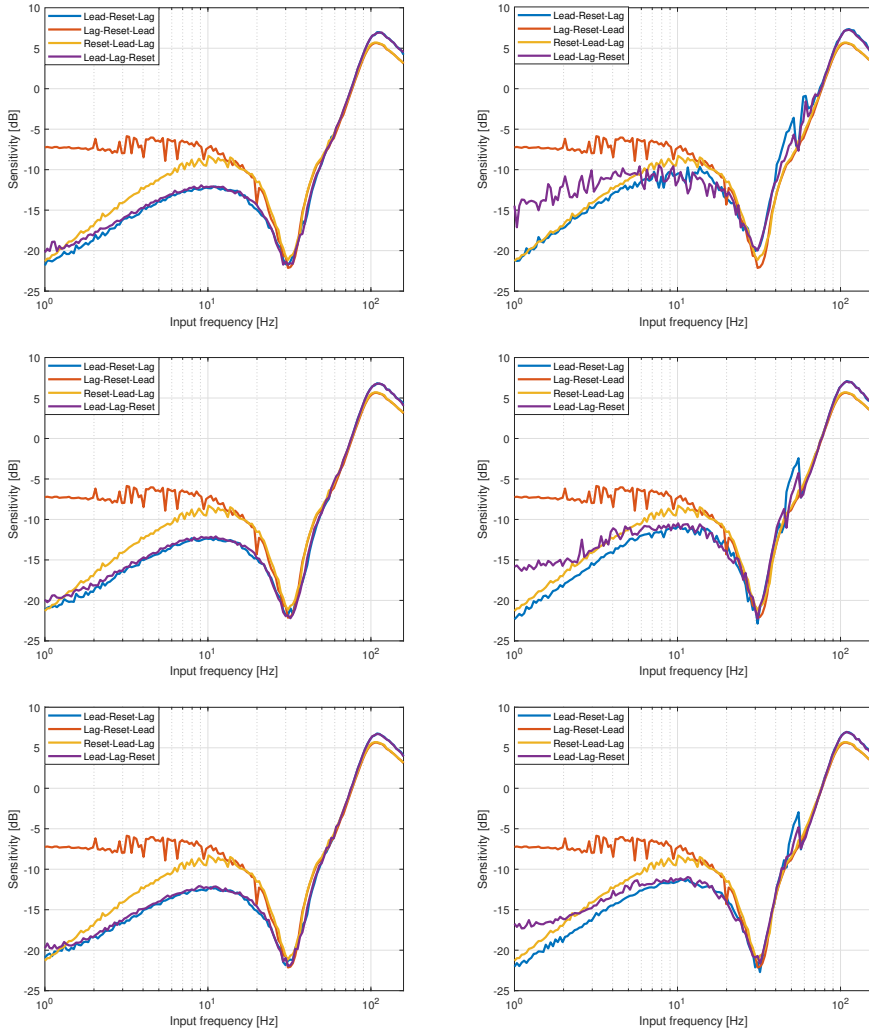 10
5
0
-5
-10
-15
-20
-25
Sensitivity [dB]
Lead-Reset-Lag
Lag-Reset-Lead
Reset-Lead-Lag
Lead-Lag-Reset
10^0
10^1
10^2
Input frequency [Hz]
10
5
0
-5
-10
-15
-20
-25
Sensitivity [dB]
Lead-Reset-Lag
Lag-Reset-Lead
Reset-Lead-Lag
Lead-Lag-Reset
10^0
10^1
10^2
Input frequency [Hz]
10
5
0
-5
-10
-15
-20
-25
Sensitivity [dB]
Lead-Reset-Lag
Lag-Reset-Lead
Reset-Lead-Lag
Lead-Lag-Reset
10^0
10^1
10^2
Input frequency [Hz]
10
5
0
-5
-10
-15
-20
-25
Sensitivity [dB]
Lead-Reset-Lag
Lag-Reset-Lead
Reset-Lead-Lag
Lead-Lag-Reset
10^0
10^1
10^2
Input frequency [Hz]
10
5
0
-5
-10
-15
-20
-25
Sensitivity [dB]
Lead-Reset-Lag
Lag-Reset-Lead
Reset-Lead-Lag
Lead-Lag-Reset
10^0
10^1
10^2
Input frequency [Hz]
10
5
0
-5
-10
-15
-20
-25
Sensitivity [dB]
Lead-Reset-Lag
Lag-Reset-Lead
Reset-Lead-Lag
Lead-Lag-Reset
10^0
10^1
10^2
Input frequency [Hz]